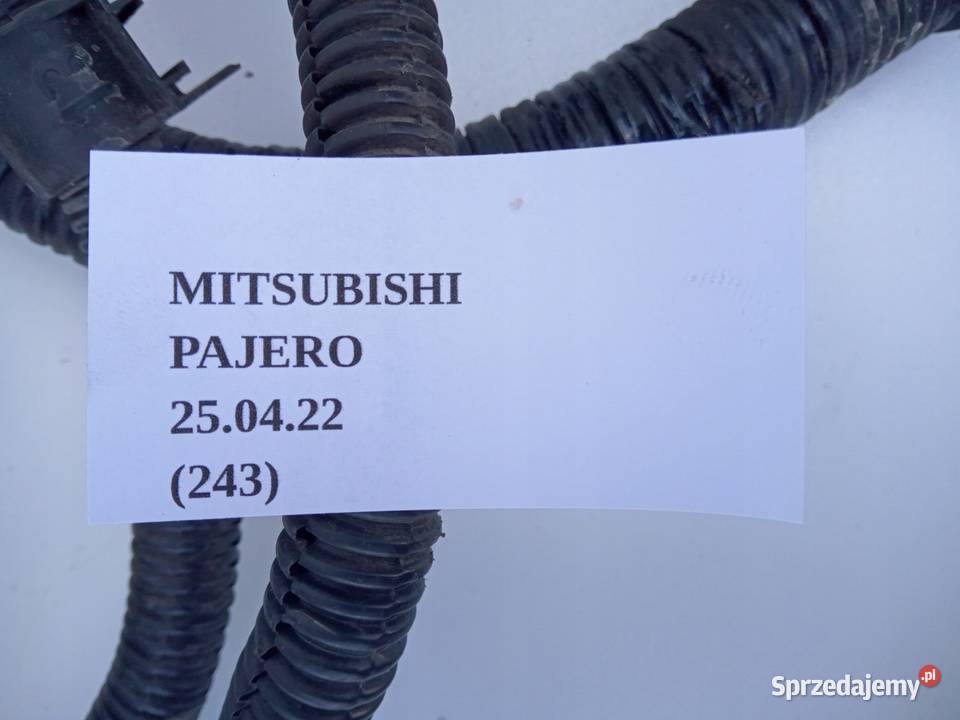 MITSUBISHI
PAJERO
25.04.22
(243)
Sprzedajemy.pl